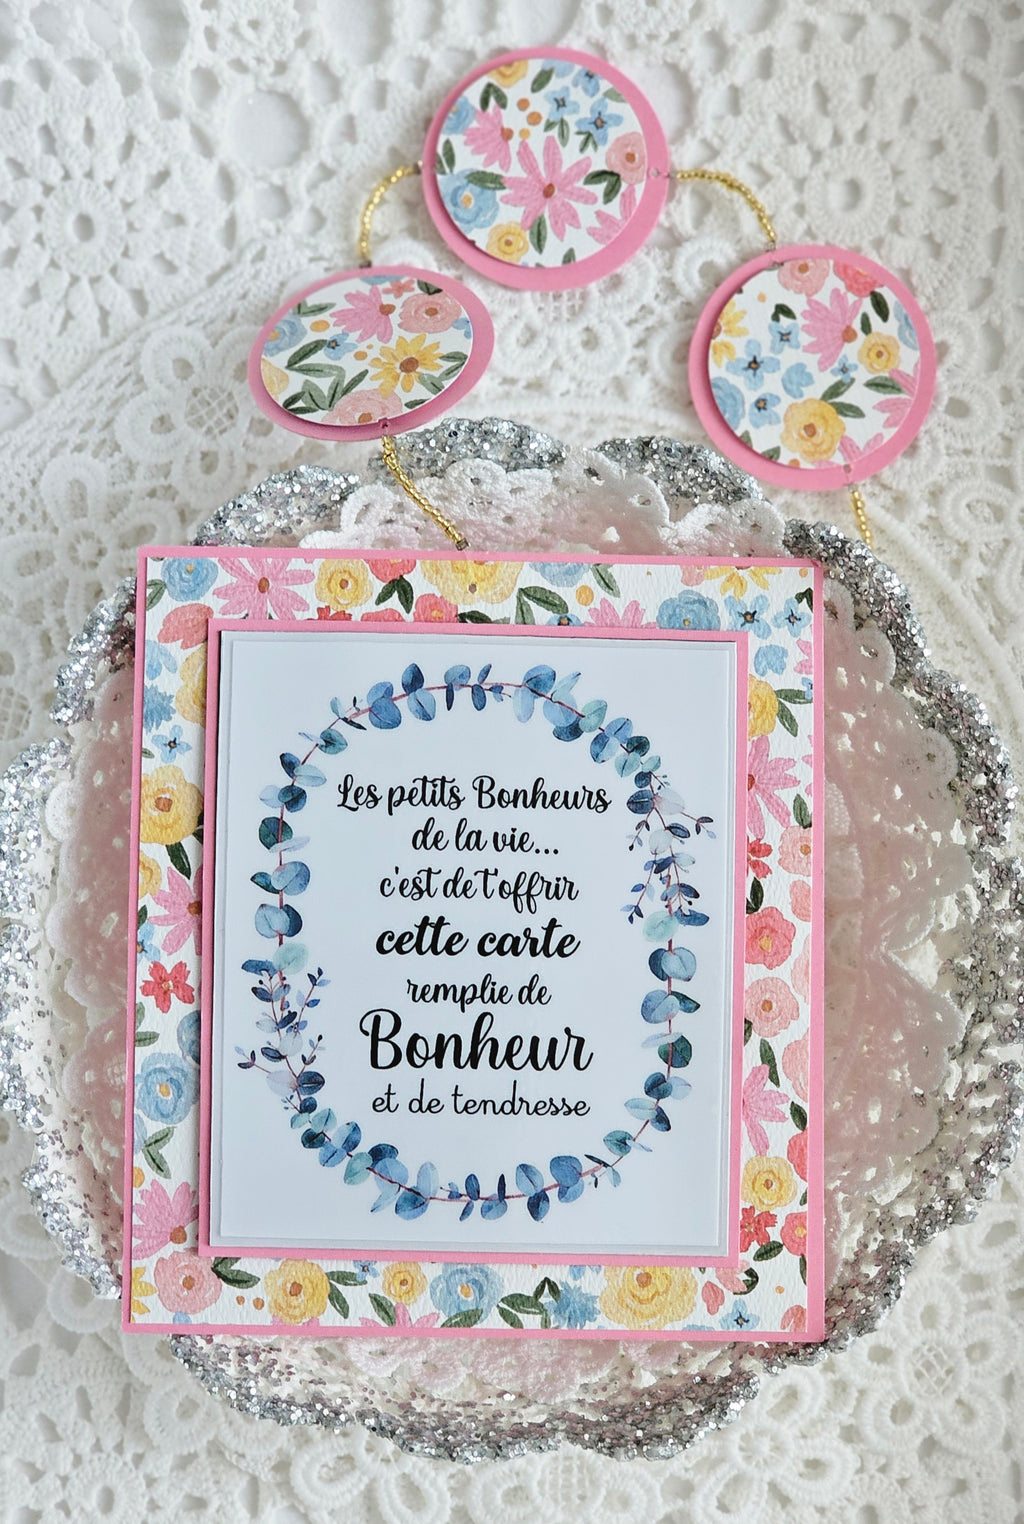 Les petits Bonheurs
de la vie...
c'est de t'offrir
cette carte
remplie de
Bonheur
et de tendresse